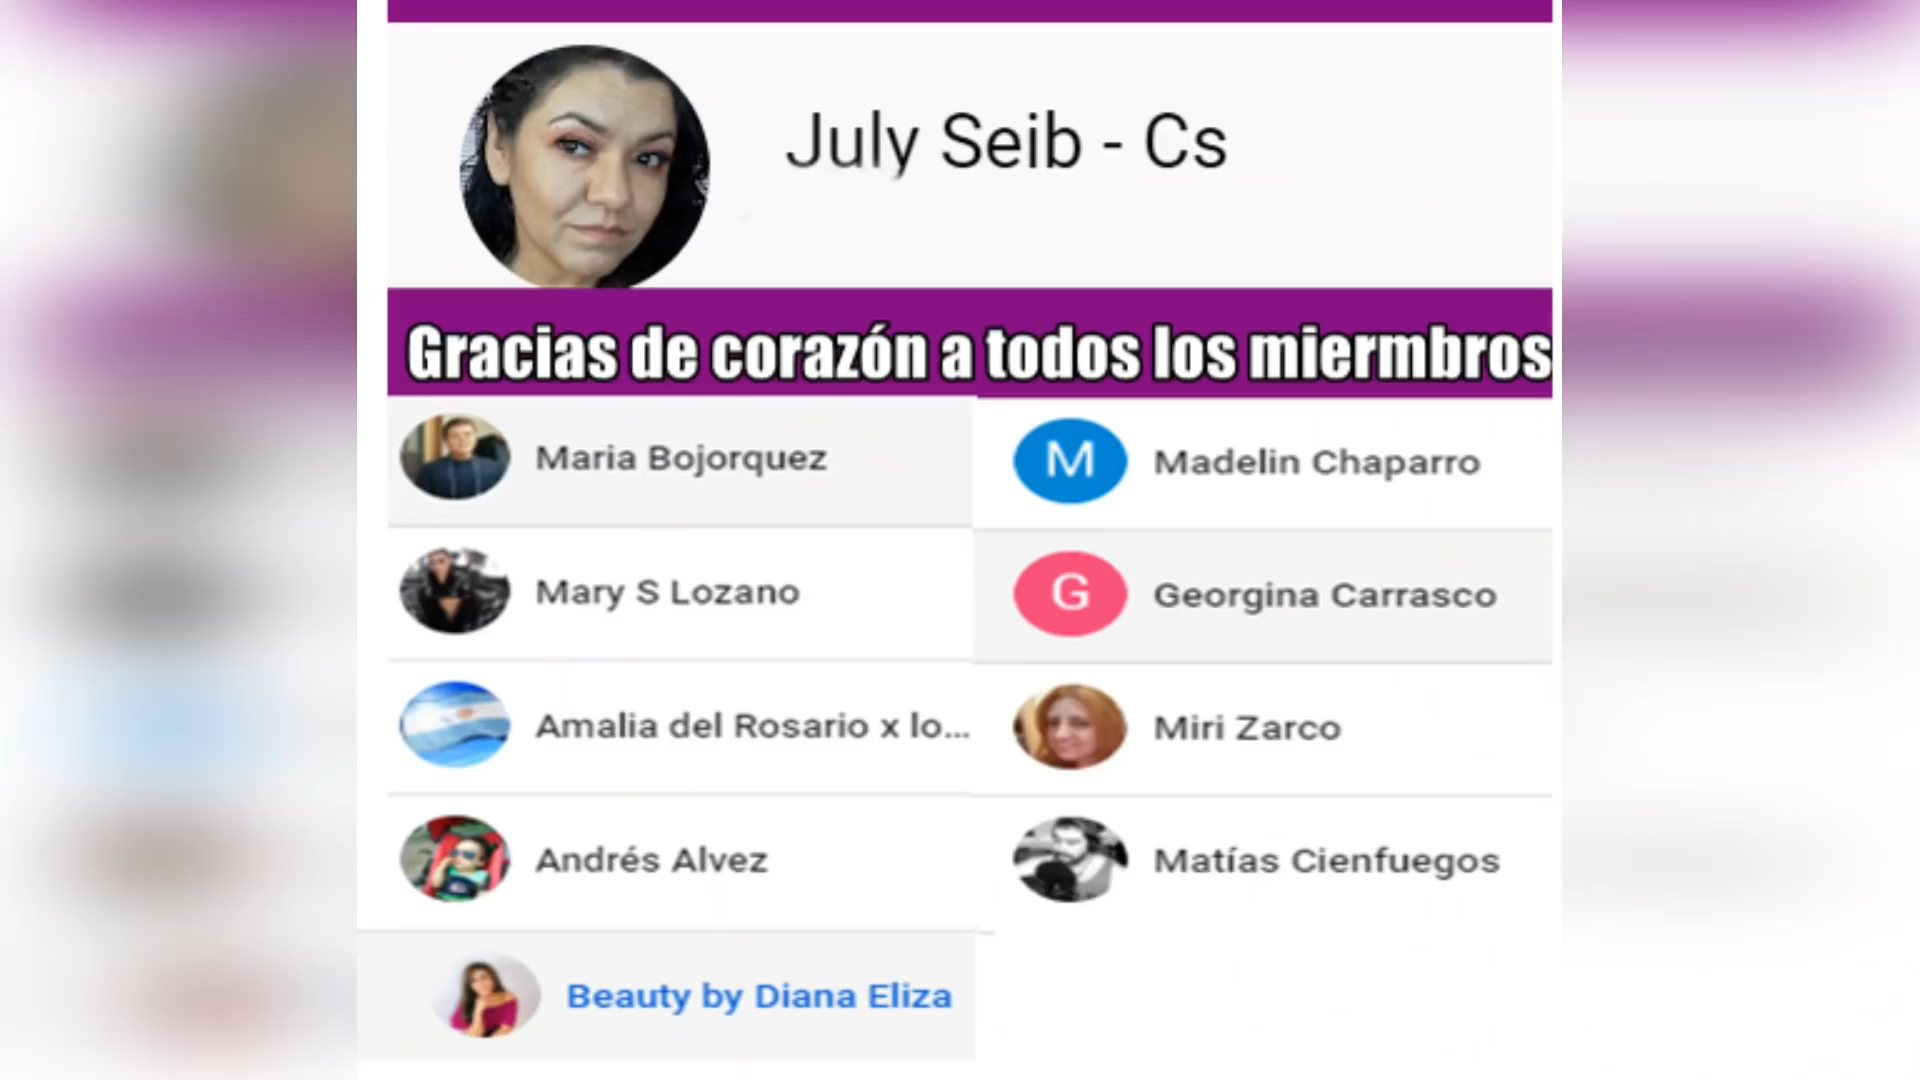 July Seib - Cs
Gracias de corazón a todos los miermbros
Maria Bojorquez
M
Madelin Chaparro
Mary S Lozano
G
Georgina Carrasco
Amalia del Rosario x lo...
Miri Zarco
Andrés Alvez
Matías Cienfuegos
Beauty by Diana Eliza